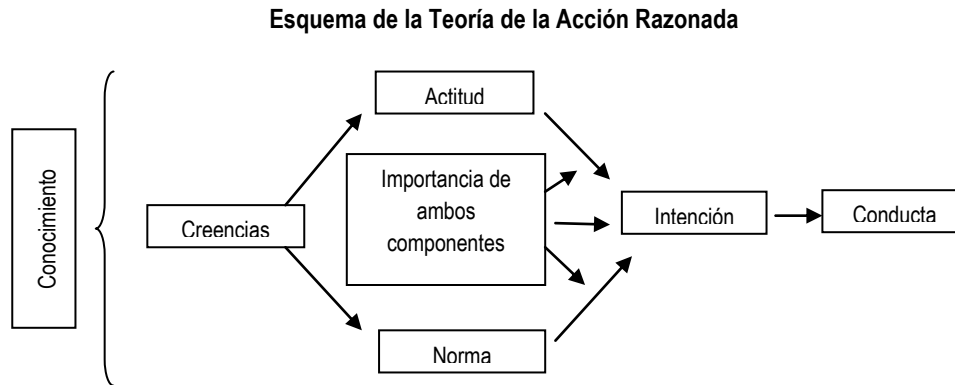 Esquema de la Teoría de la Acción Razonada
Conocimiento
Creencias
Actitud
Importancia de
ambos
componentes
Norma
Intención
Conducta